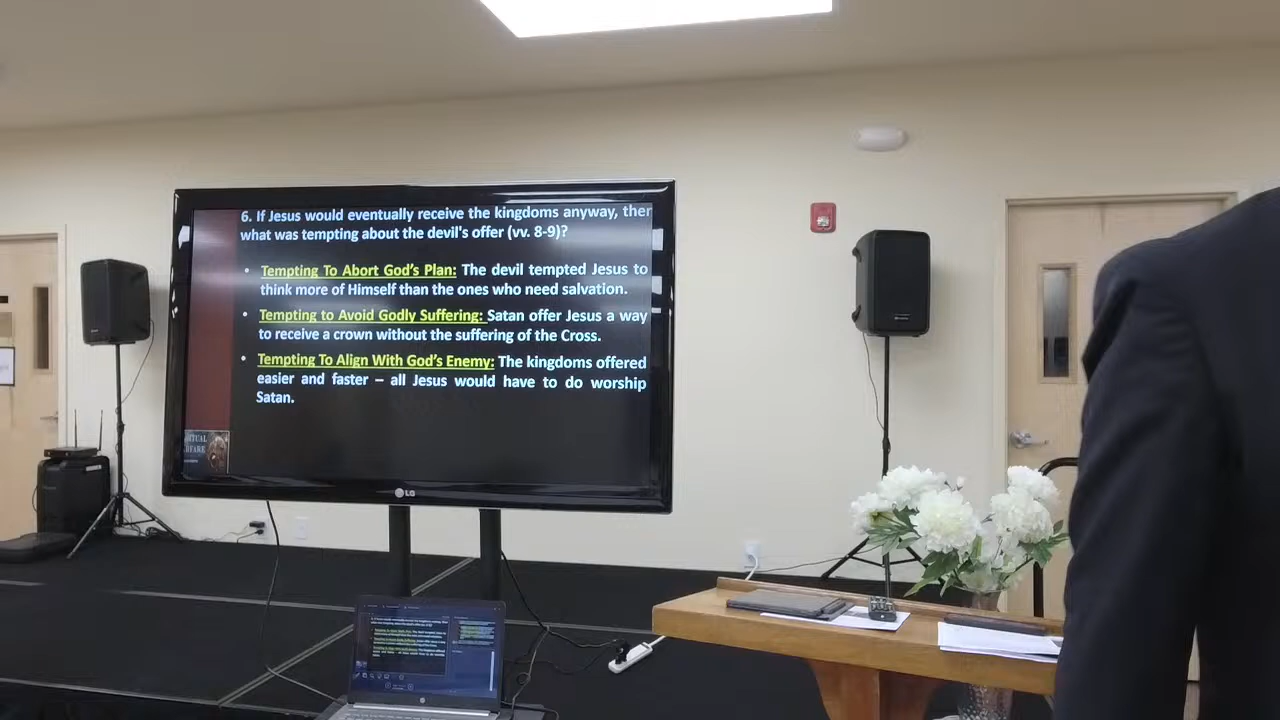 6. If Jesus would eventually receive the kingdoms anyway, then
what was tempting about the devil's offer (vv. 8-9)?
• Tempting To Abort God's Plan: The devil tempted Jesus to
think more of Himself than the ones who need salvation.
• Tempting to Avoid Godly Suffering: Satan offer Jesus a way
to receive a crown without the suffering of the Cross.
• Tempting To Align With God's Enemy: The kingdoms offered
easier and faster – all Jesus would have to do worship
Satan.
LG